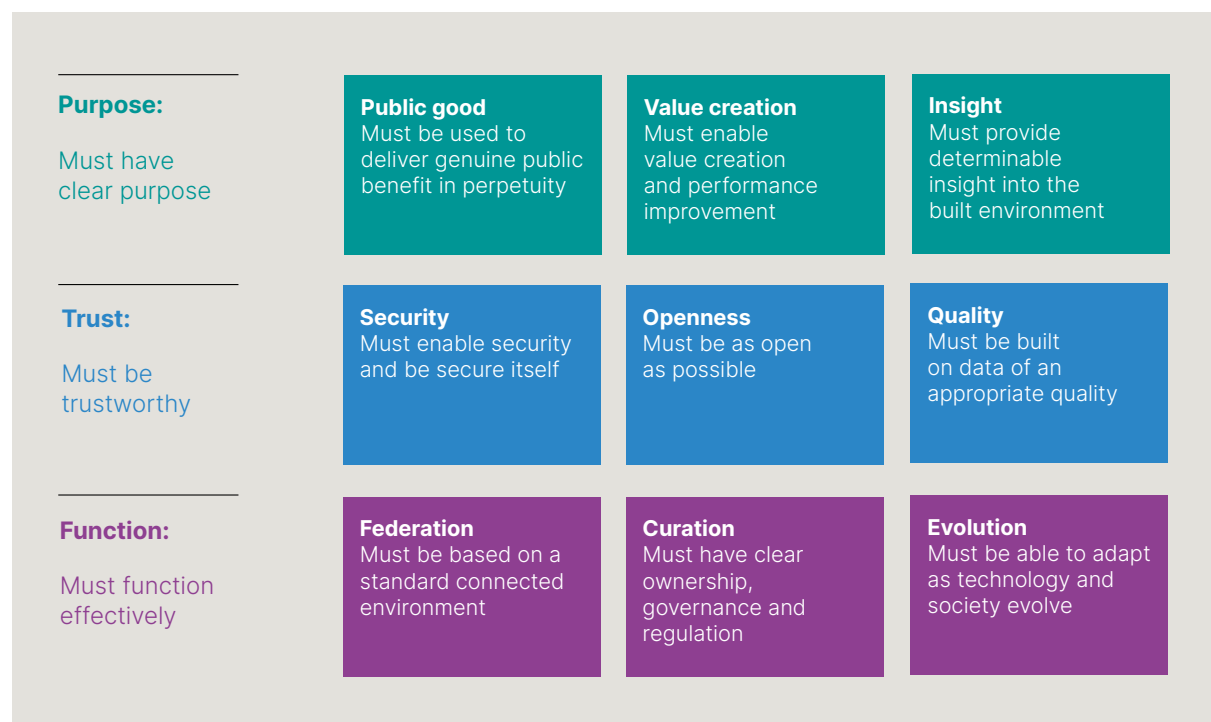 Purpose:
Must have
clear purpose
Public good
Must be used to
deliver genuine public
benefit in perpetuity
Value creation
Must enable
value creation
and performance
improvement
Insight
Must provide
determinable
insight into the
built environment
Trust:
Must be
trustworthy
Security
Must enable security
and be secure itself
Openness
Must be as open
as possible
Quality
Must be built
on data of an
appropriate quality
Function:
Must function
effectively
Federation
Must be based on a
standard connected
environment
Curation
Must have clear
ownership,
governance and
regulation
Evolution
Must be able to adapt
as technology and
society evolve